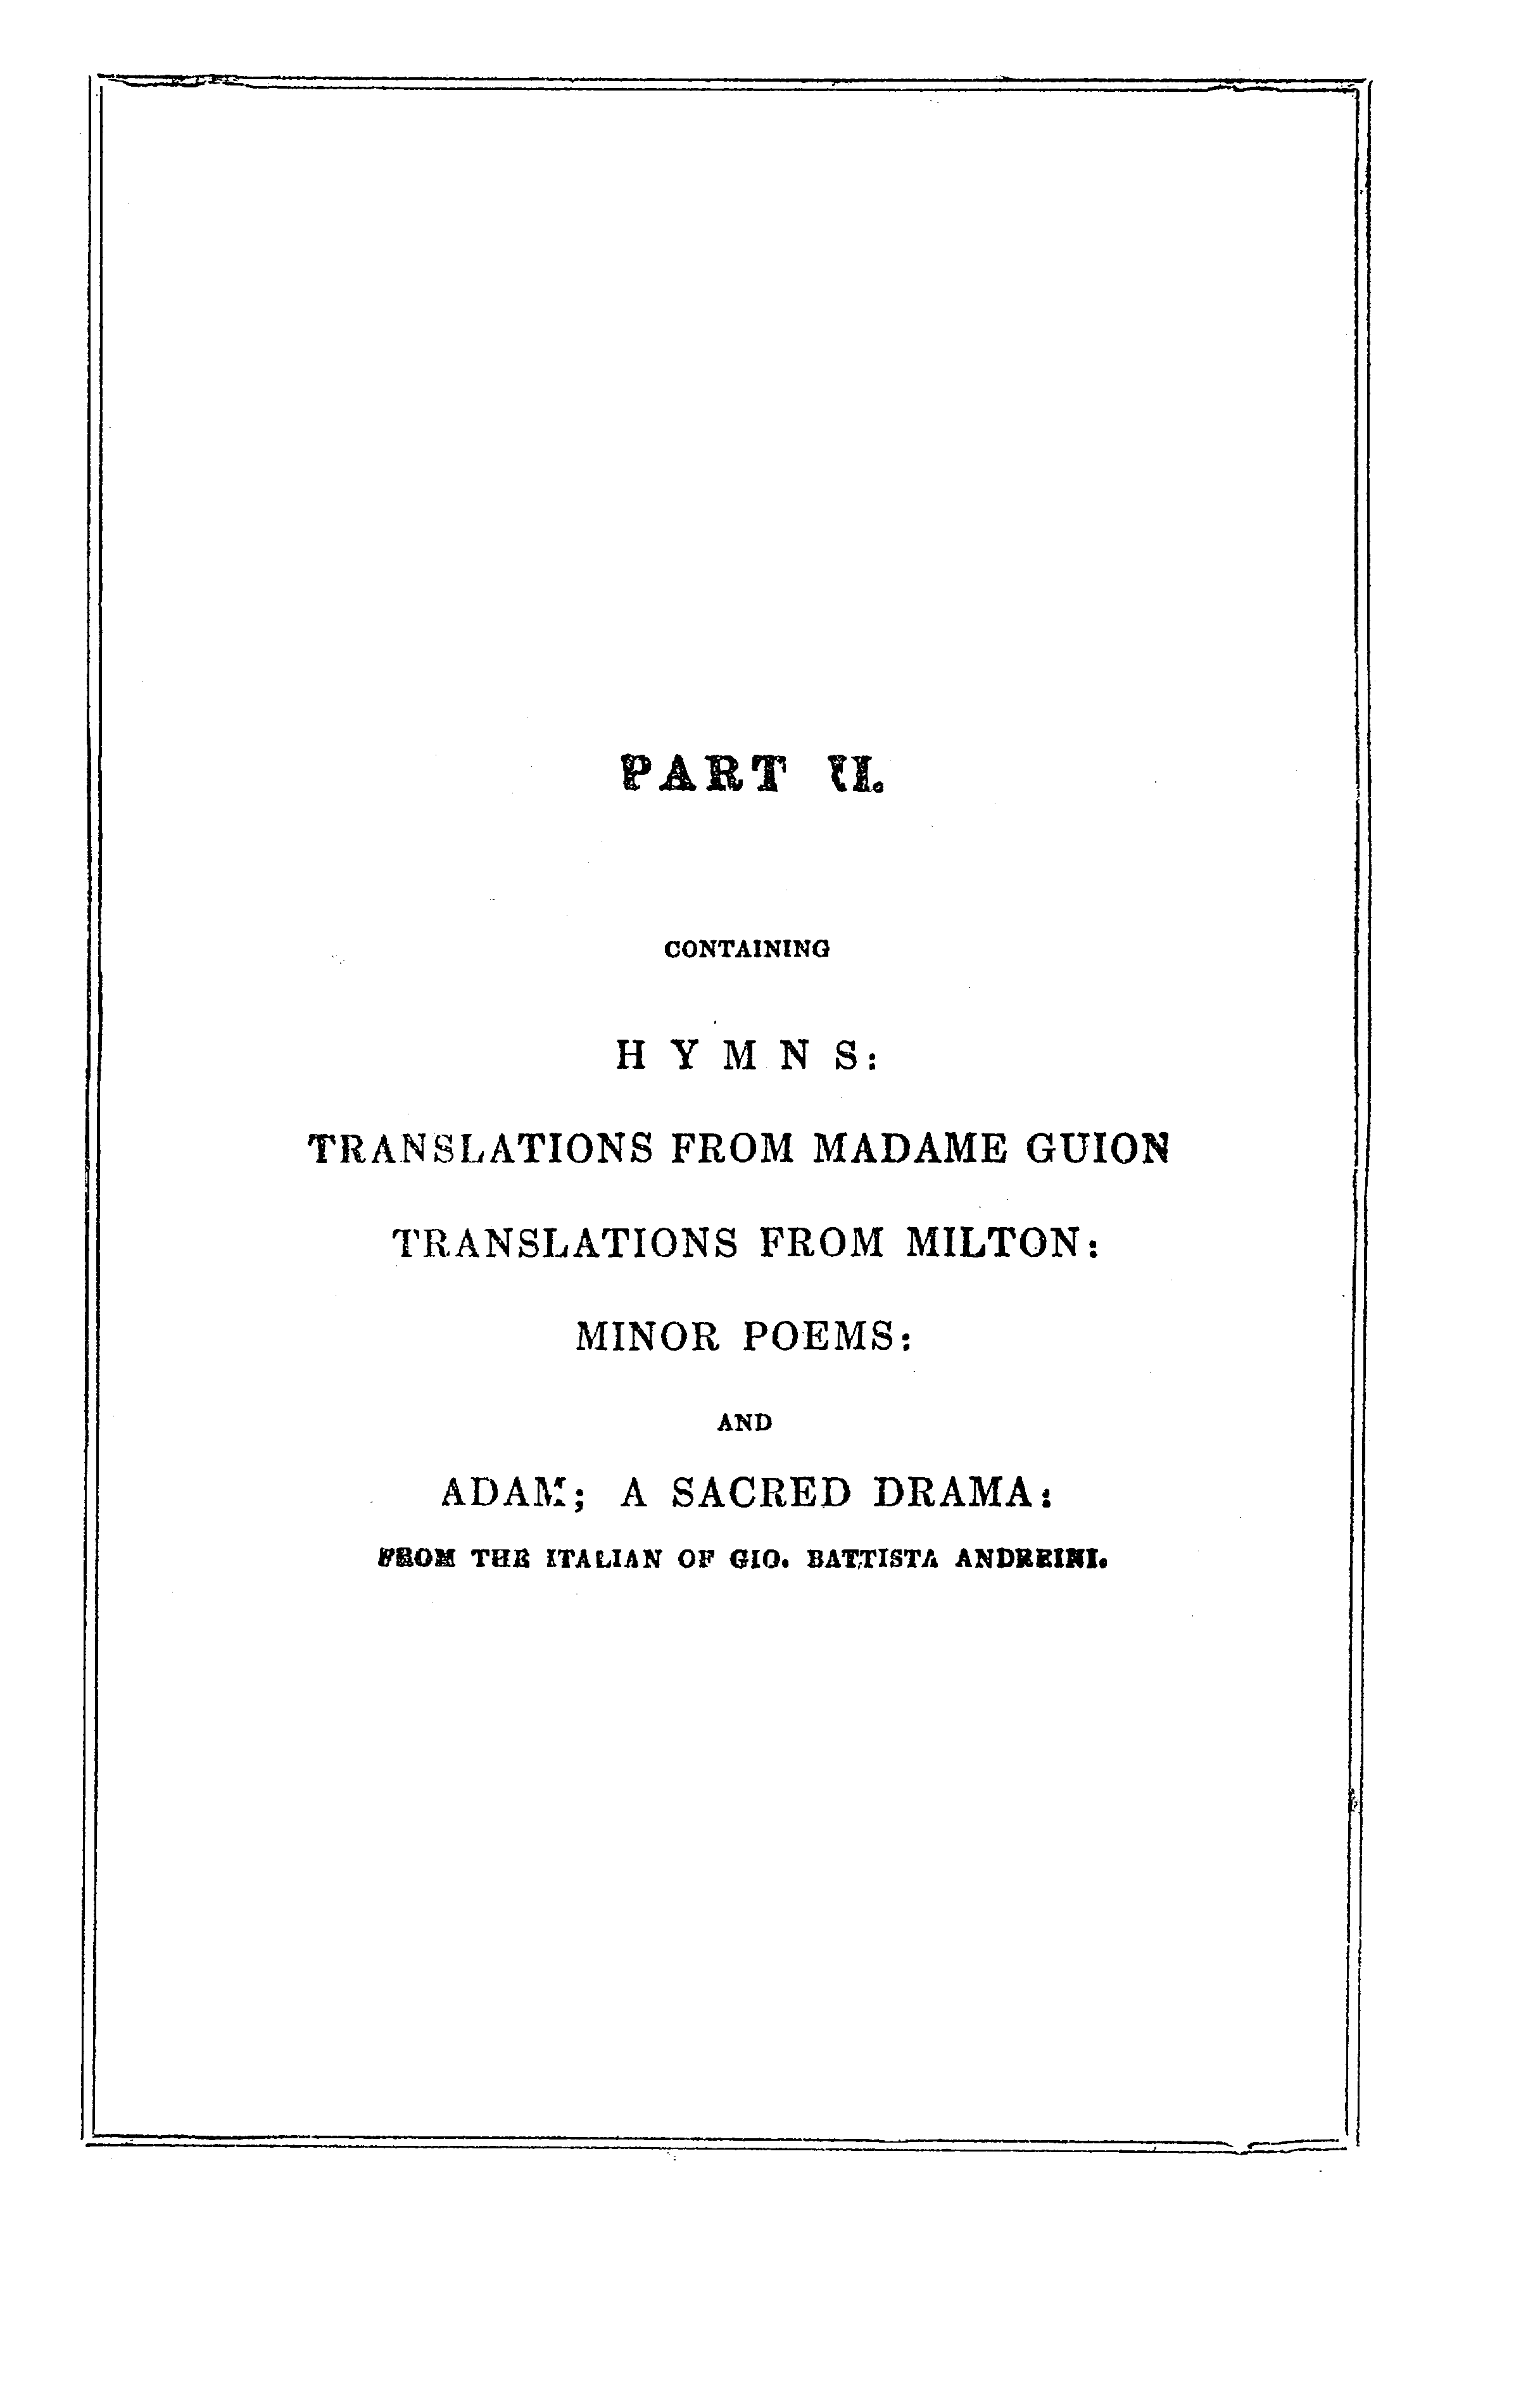 PART II.
CONTAINING
HYMNS:
TRANSLATIONS FROM MADAME GUION
TRANSLATIONS FROM MILTON:
MINOR POEMS:
AND
ADAM; A SACRED DRAMA:
FROM THE ITALIAN OF GIO. BATTISTA ANDREINI.